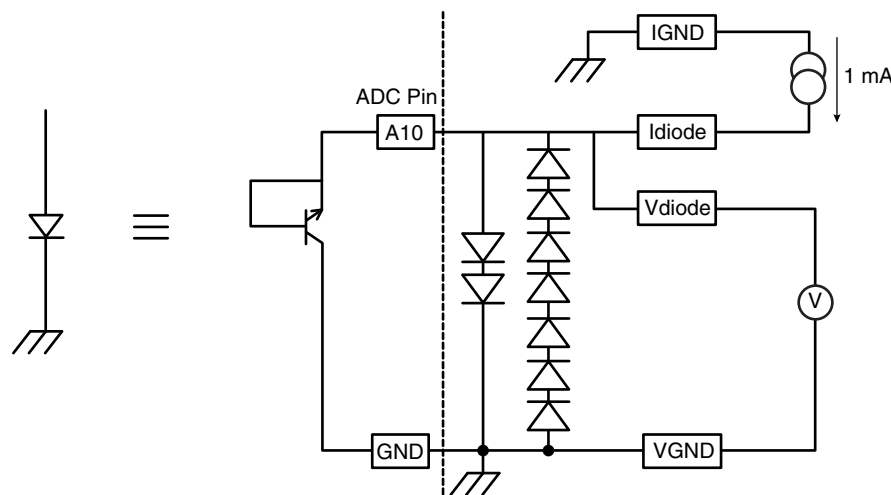 IGND
1 mA
ADC Pin
A10
Idiode
Vdiode
V
GND
VGND